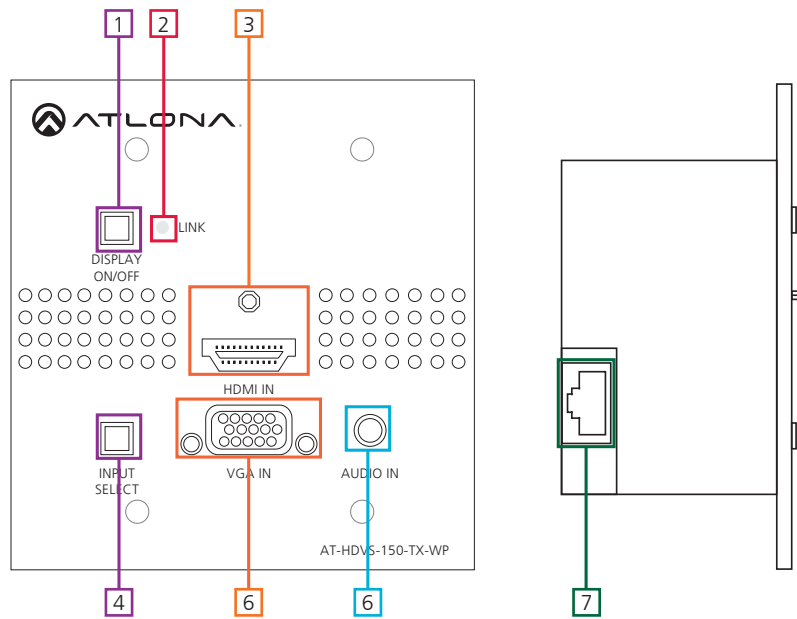 1 2 3
ATLONA.
LINK
DISPLAY
ON/OFF
HDMI IN
INPUT
SELECT
VGA IN
AUDIO IN
AT-HDVS-150-TX-WP
4 6 6 7